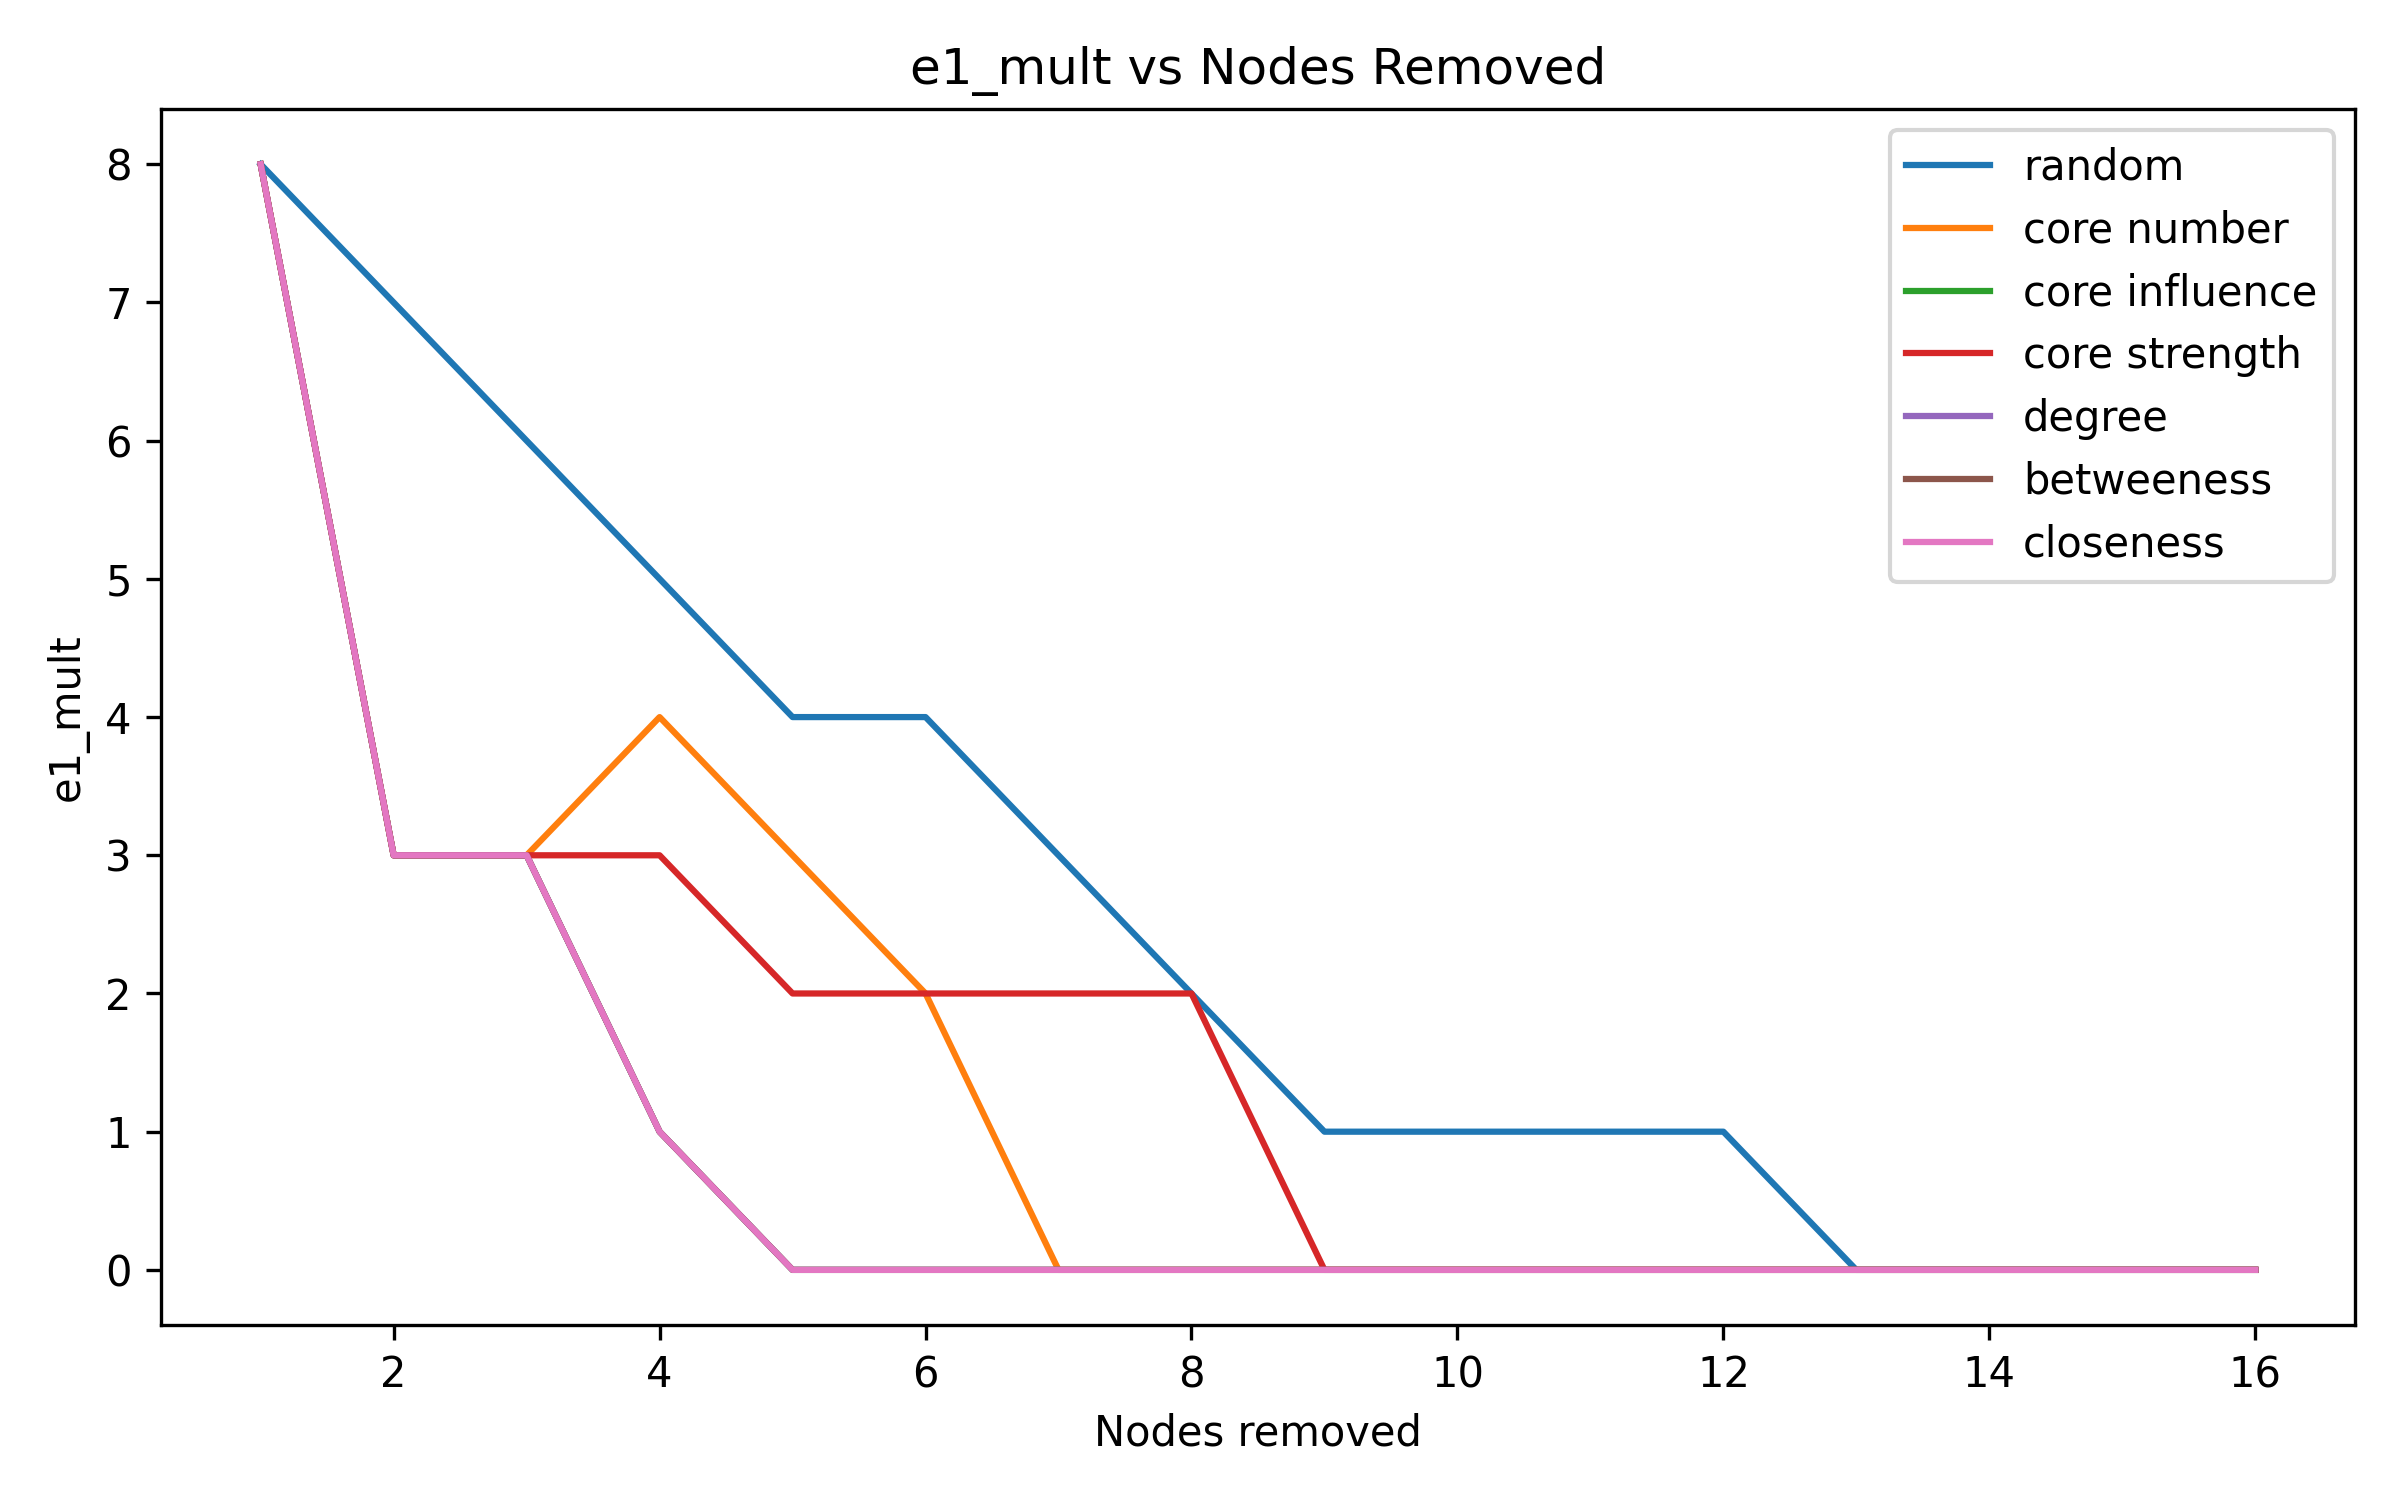 e1_mult vs Nodes Removed
random
core number
core influence
core strength
degree
betweeness
closeness
8
7
6
5
4
3
2
1
0
e1_mult
2 4 6 8 10 12 14 16
Nodes removed